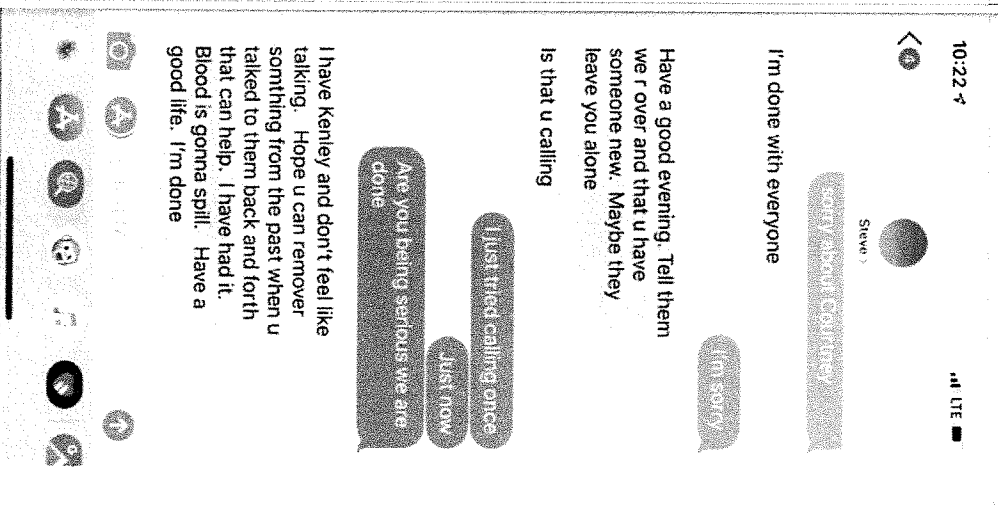 10:22
LTE
Steve >
sorry about Courtney
I'm done with everyone
I'm sorry
Have a good evening. Tell them
we r over and that u have
someone new. Maybe they
leave you alone
Is that u calling
I just tried calling once
Just now
Are you being serious we are
done
I have Kenley and don't feel like
talking. Hope u can remover
somthing from the past when u
talked to them back and forth
that can help. I have had it.
Blood is gonna spill. Have a
good life. I'm done